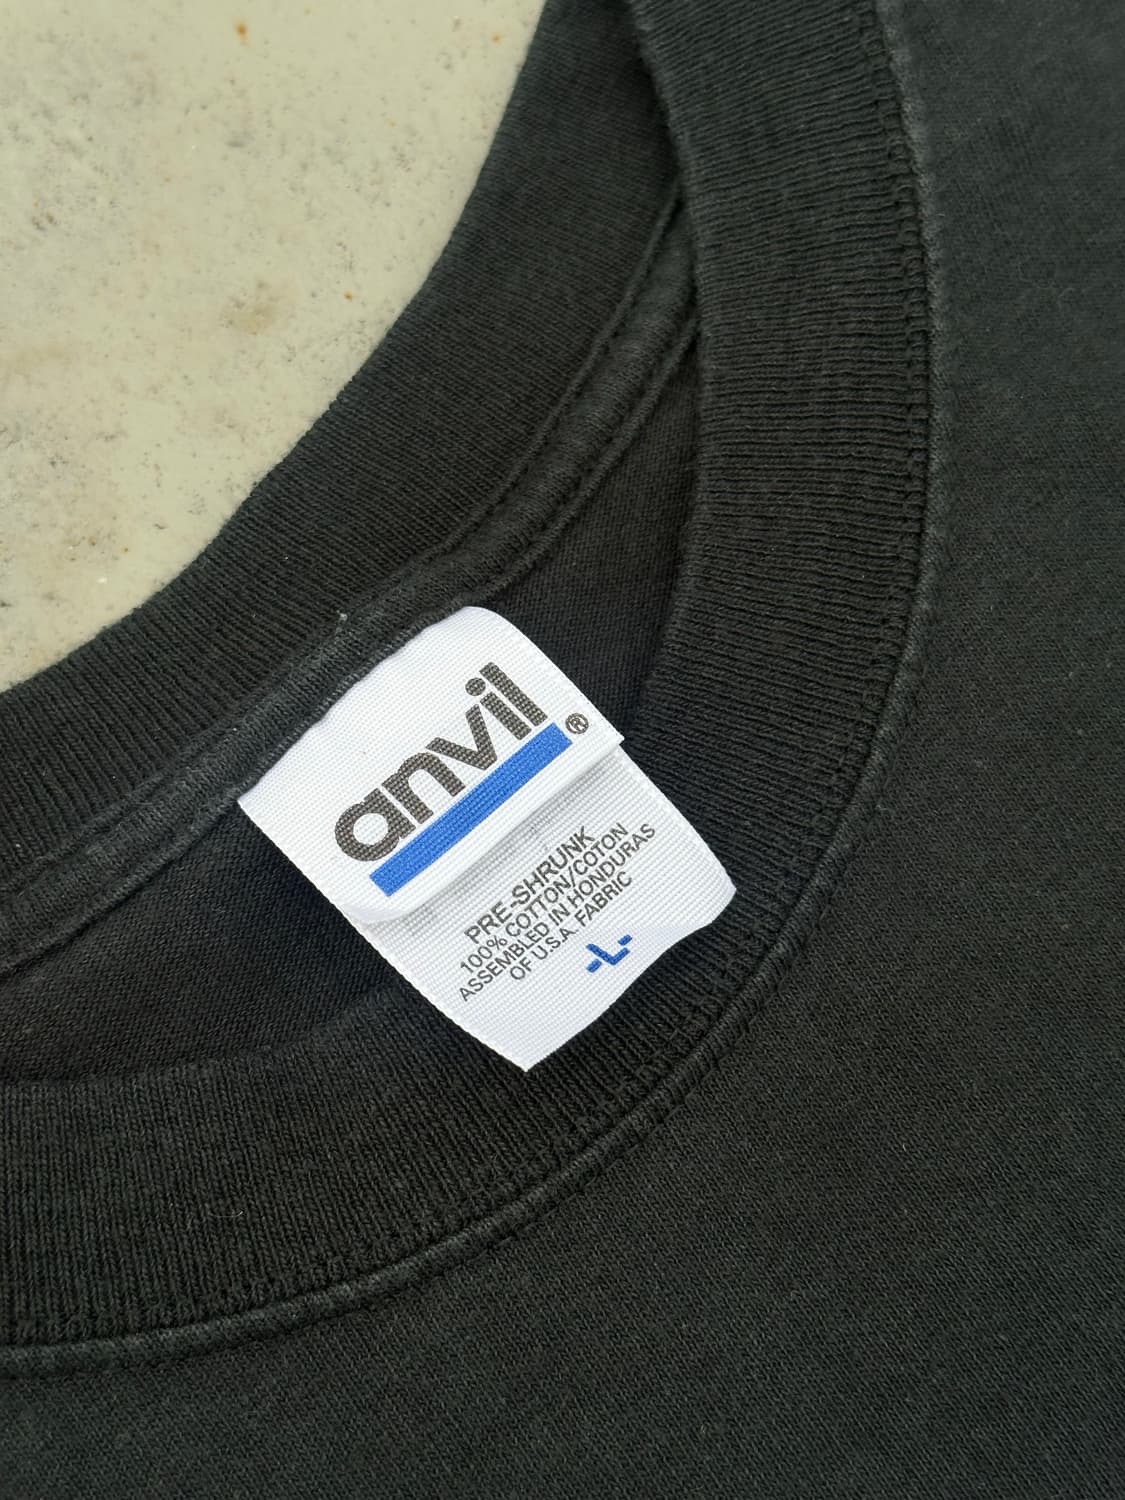 anvil®
PRE-SHRUNK
100% COTTON/COTON
ASSEMBLED IN HONDURAS
OF U.S.A. FABRIC
-L-